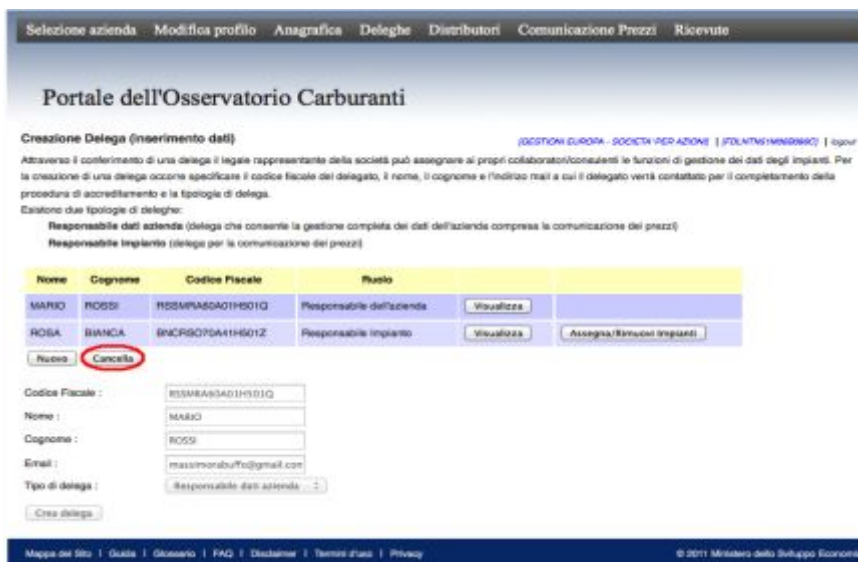 Selezione azienda Modifica profilo Anagrafica Deleghe Distributori Comunicazione Prezzi Ricevute
Portale dell'Osservatorio Carburanti
Creazione Delega (inserimento dati)
(GESTIONI EUROPA - SOCIETA' PER AZIONI) | | logout
Attraverso il conferimento di una delega il legale rappresentante della società può assegnare ai propri collaboratori/consulenti le funzioni di gestione dei dati degli impianti. Per
la creazione di una delega occorre specificare il codice fiscale del delegato, il nome, il cognome e l'indirizo mail a cui il delegato verrà contattato per il completamento della
procedura di accreditamento e la tipologia di delega.
Esistono due tipologie di deleghe:
Responsabile dati azienda (delega che consente la gestione completa dei dati dell'azienda compresa la comunicazione dei prezzi)
Responsabile Impianto (delega per la comunicazione dei prezzi)
Nome Cognome Codice Fiscale Ruolo
MARIO ROSSI RSSMRA60A01H501Q Responsabile dell'azienda Visualizza
ROSA BIANCA BNCRSO70A41H501Z Responsabile Impianto Visualizza Assegna/Rimuovi Impianti
Nuovo Cancella
Codice Fiscale : RSSMRA60A01H501Q
Nome : MARIO
Cognome : ROSSI
Email : massimorabuffo@gmail.com
Tipo di delega : Responsabile dati azienda
Crea delega
Mappa del Sito | Guida | Glossario | FAQ | Disclaimer | Termini d'uso | Privacy
© 2011 Ministero dello Sviluppo Econom